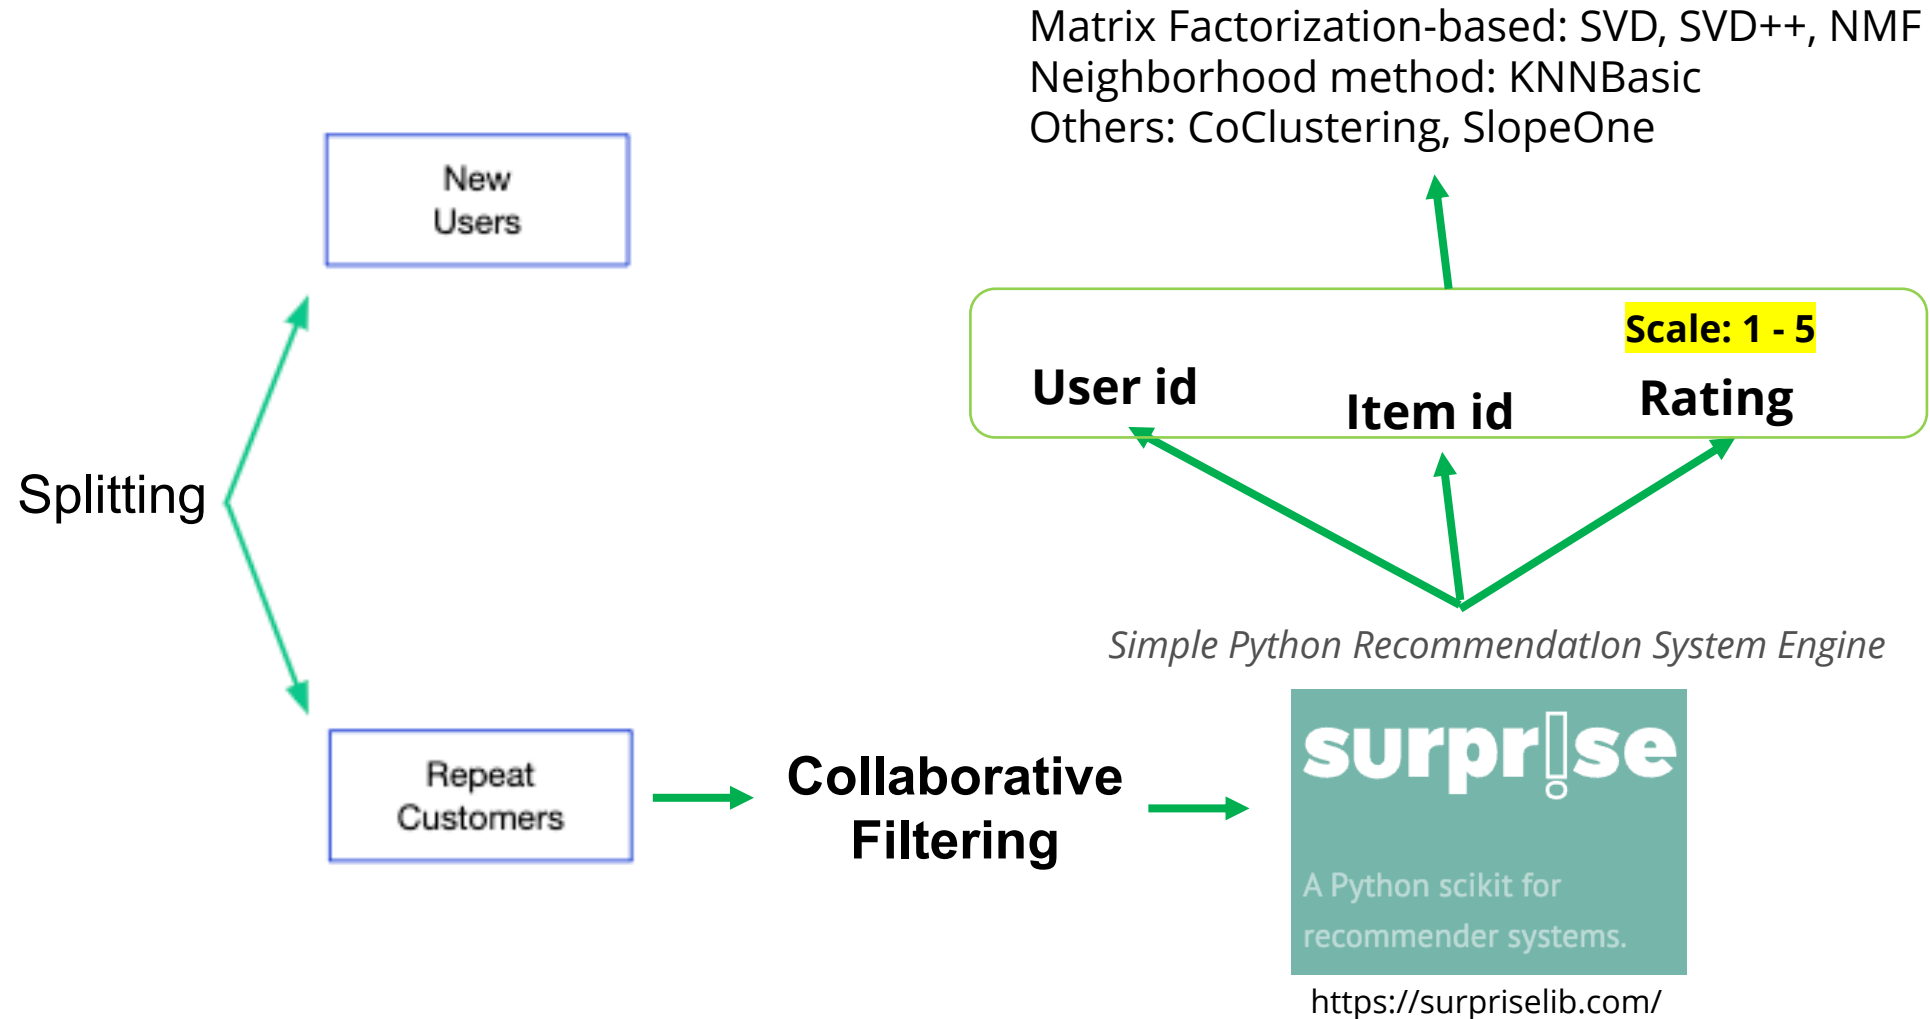 Matrix Factorization-based: SVD, SVD++, NMF
Neighborhood method: KNNBasic
Others: CoClustering, SlopeOne
New
Users
Scale: 1 - 5
User id
Item id
Rating
Splitting
Simple Python RecommendatIon System Engine
Repeat
Customers
Collaborative
Filtering
surpr!se
A Python scikit for
recommender systems.
https://surpriselib.com/